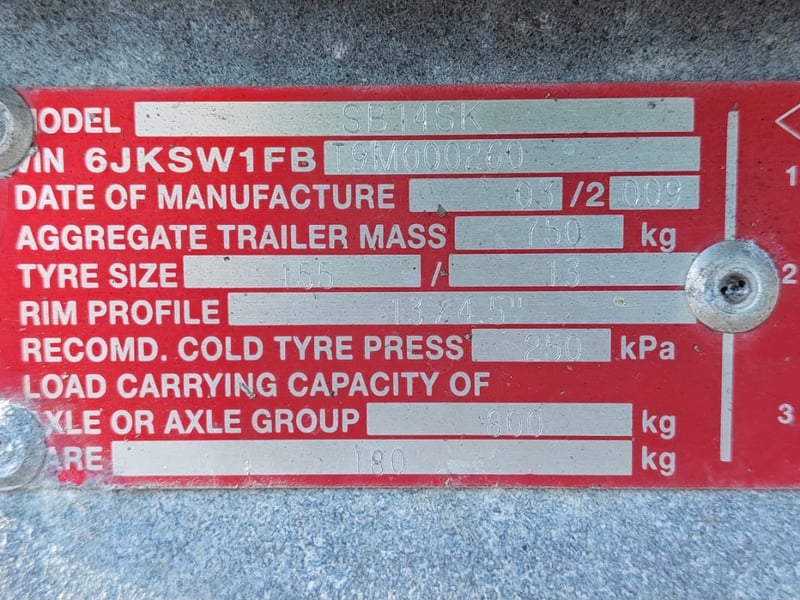 MODEL SB14SK
VIN 6JKSW1FB T9M000260
DATE OF MANUFACTURE 03 /2 009
AGGREGATE TRAILER MASS 750 kg
TYRE SIZE 155 / 13
RIM PROFILE 13/4.5"
RECOMD. COLD TYRE PRESS 250 kPa
LOAD CARRYING CAPACITY OF
AXLE OR AXLE GROUP 800 kg
TARE 180 kg
1
2
3